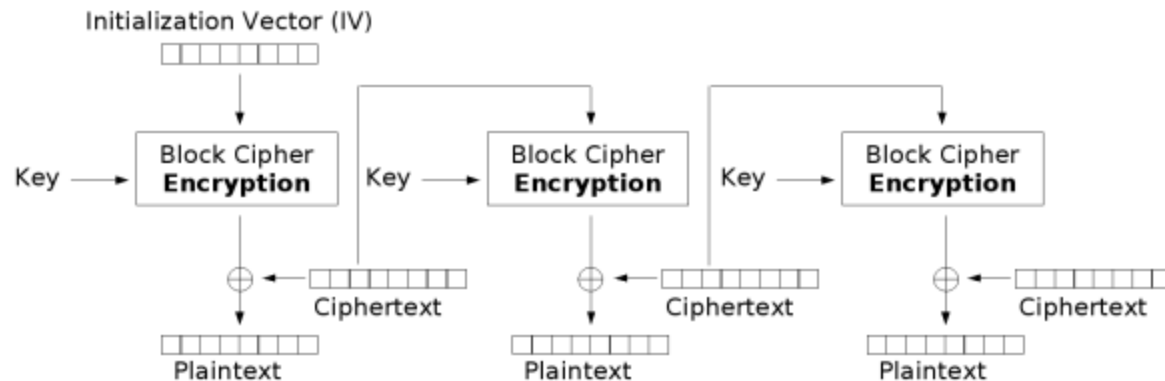 Initialization Vector (IV)
Key
Block Cipher
Encryption
Key
Block Cipher
Encryption
Key
Block Cipher
Encryption
Ciphertext
Ciphertext
Ciphertext
Plaintext
Plaintext
Plaintext